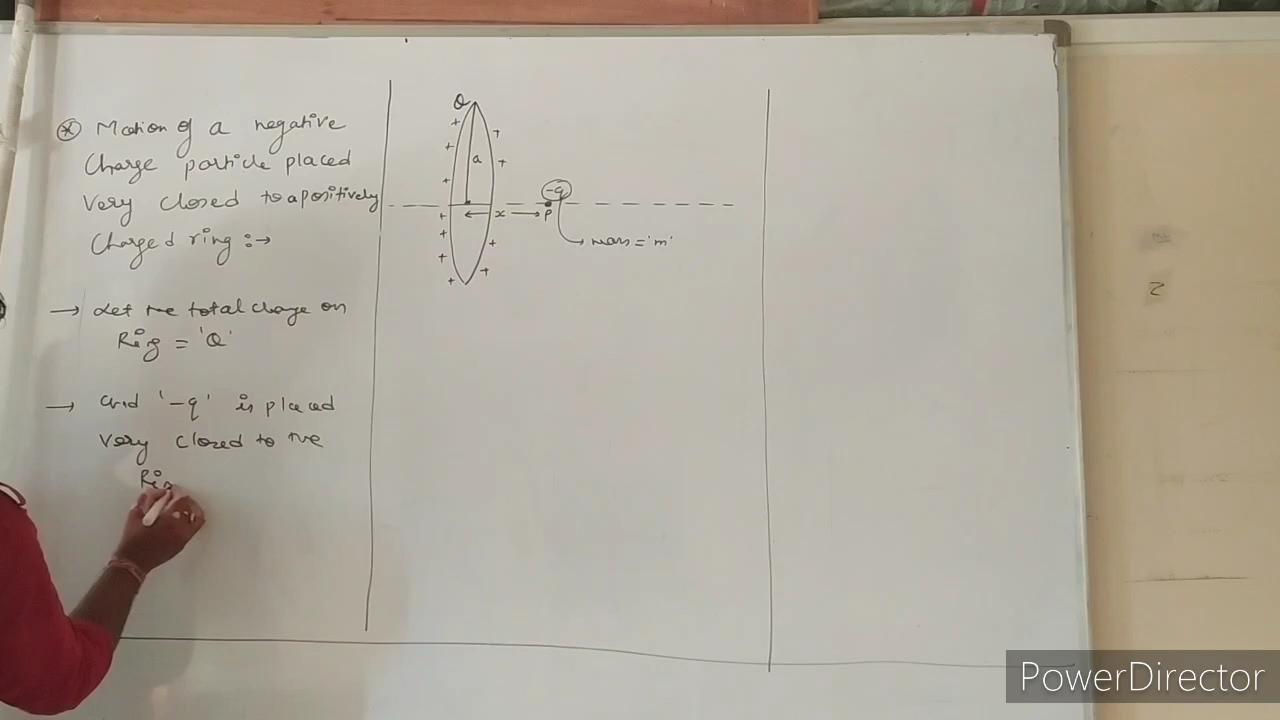 * Motion of a negative
Charge particle placed
Very closed to a positively
Charged ring :→
→ Let the total charge on
Ring = 'Q'
→ and '-q' is placed
Very closed to the
Ring
Q
a
-q
x
P
mass = 'm'
PowerDirector